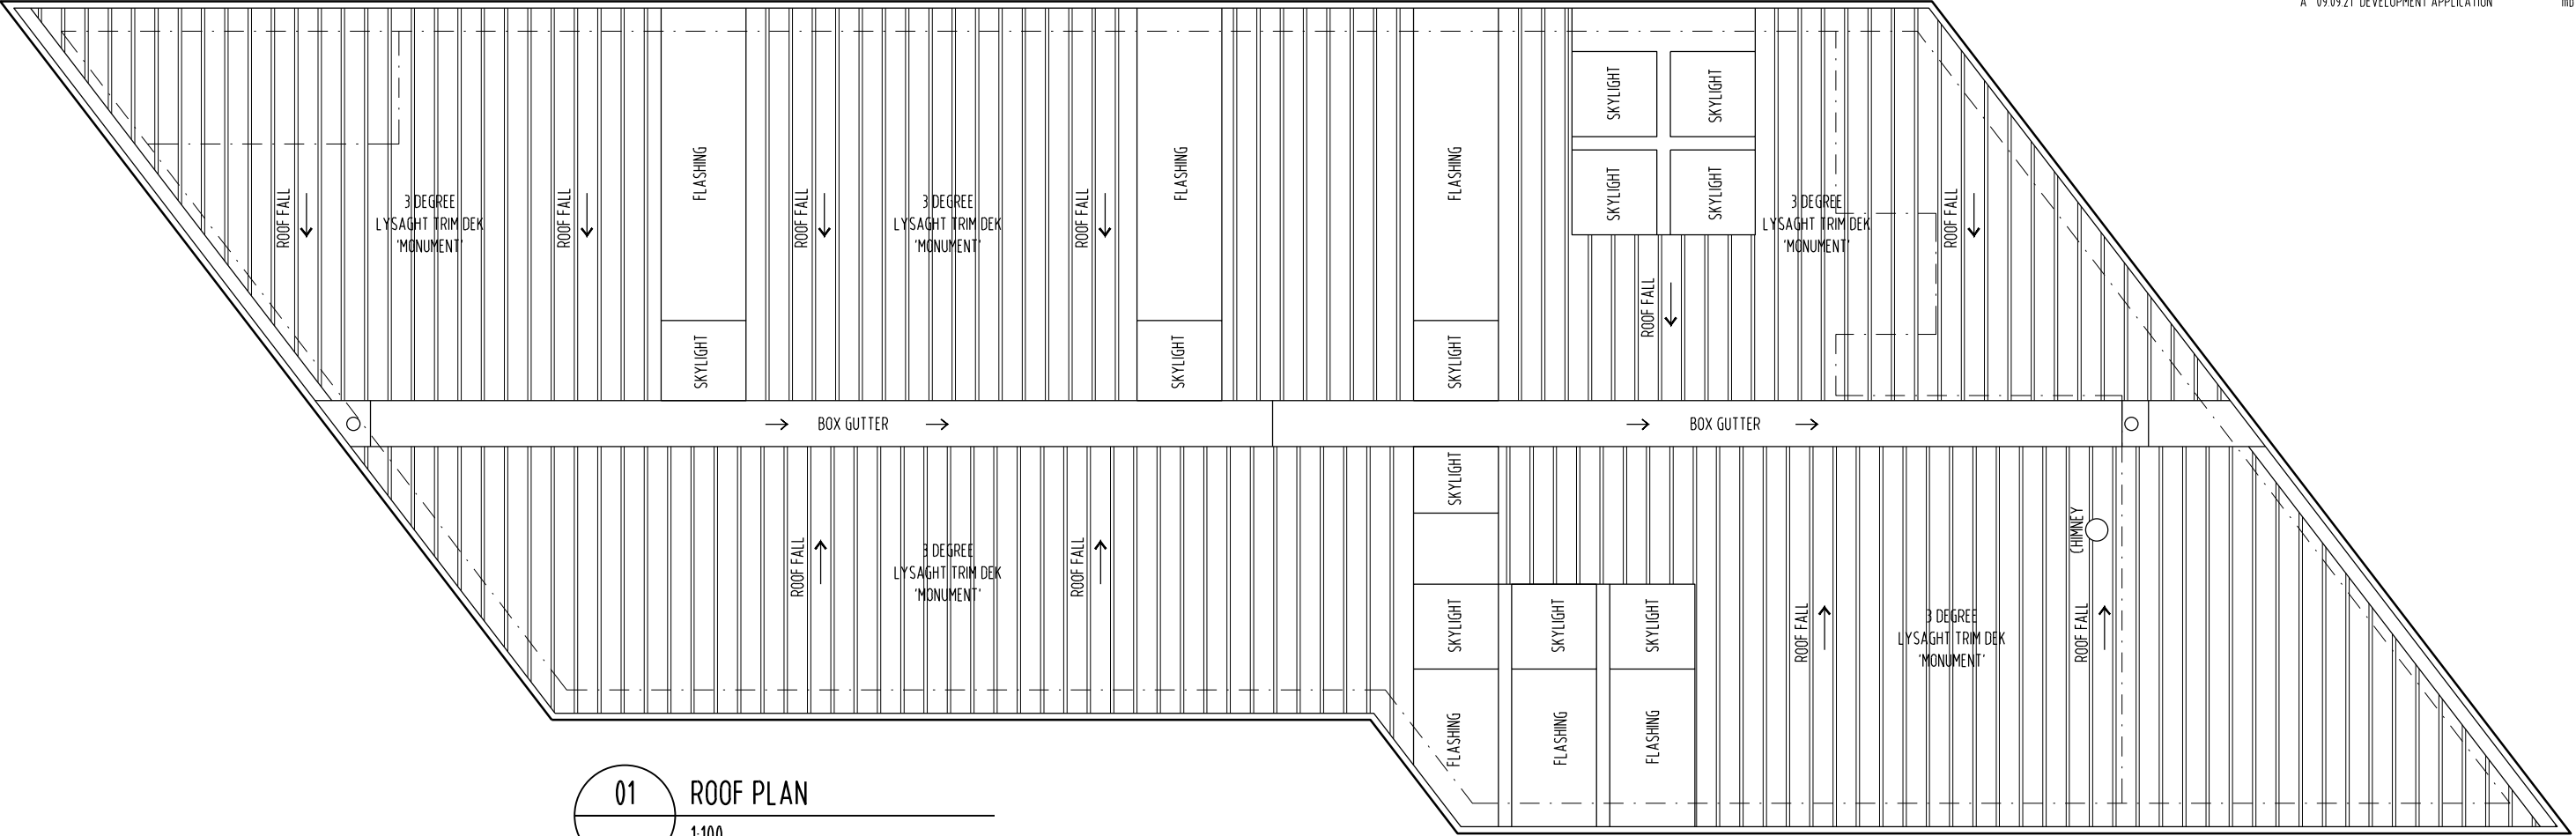 A 09.09.21 DEVELOPMENT APPLICATION
SKYLIGHT
SKYLIGHT
FLASHING
FLASHING
FLASHING
SKYLIGHT
SKYLIGHT
ROOF FALL
3 DEGREE
LYSAGHT TRIM DEK
'MONUMENT'
ROOF FALL
ROOF FALL
3 DEGREE
LYSAGHT TRIM DEK
'MONUMENT'
ROOF FALL
3 DEGREE
LYSAGHT TRIM DEK
'MONUMENT'
ROOF FALL
ROOF FALL
SKYLIGHT
SKYLIGHT
SKYLIGHT
BOX GUTTER
BOX GUTTER
SKYLIGHT
CHIMNEY
ROOF FALL
3 DEGREE
LYSAGHT TRIM DEK
'MONUMENT'
ROOF FALL
SKYLIGHT
SKYLIGHT
SKYLIGHT
ROOF FALL
3 DEGREE
LYSAGHT TRIM DEK
'MONUMENT'
ROOF FALL
FLASHING
FLASHING
FLASHING
01
ROOF PLAN
1:100